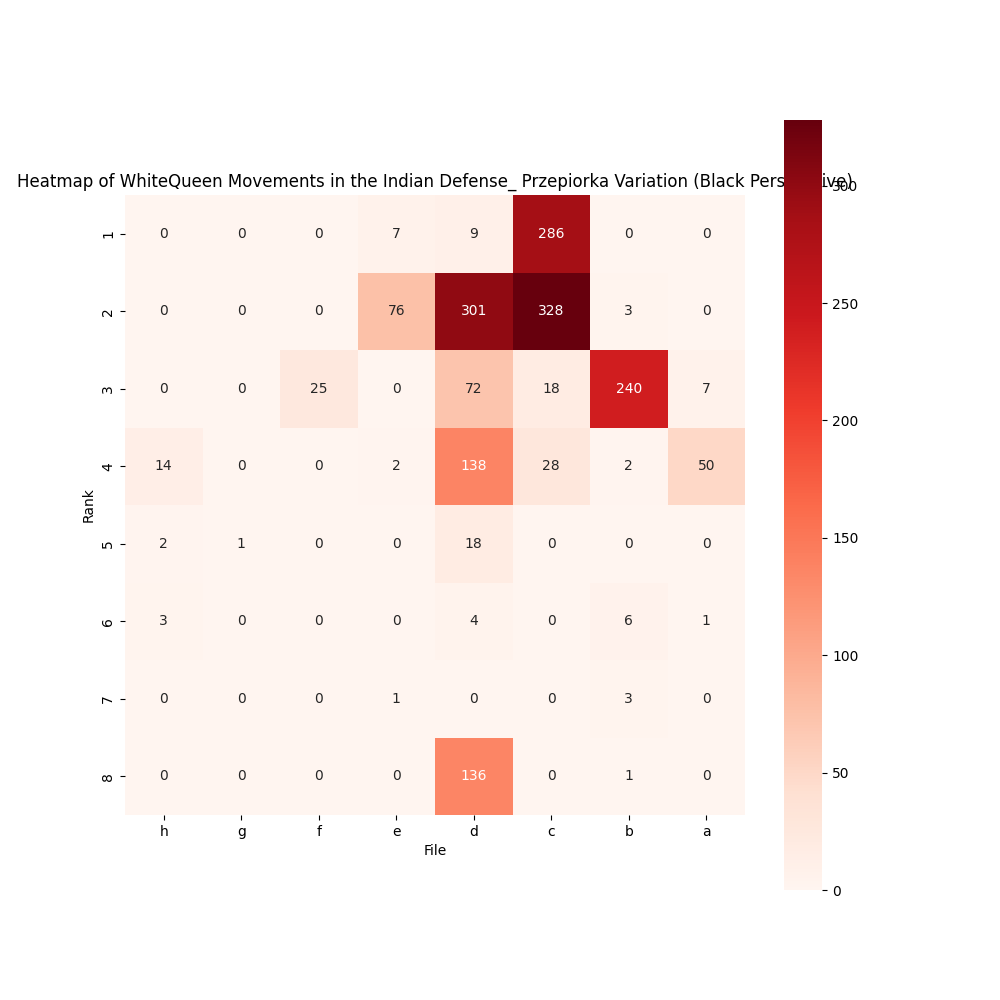 Heatmap of WhiteQueen Movements in the Indian Defense_ Przepiorka Variation (Black Perspective)
300
1 0 0 0 7 9 286 0 0
250
2 0 0 0 76 301 328 3 0
3 0 0 25 0 72 18 240 7
200
4 14 0 0 2 138 28 2 50
Rank
150
5 2 1 0 0 18 0 0 0
6 3 0 0 0 4 0 6 1
100
7 0 0 0 1 0 0 3 0
50
8 0 0 0 0 136 0 1 0
h g f e d c b a
File
0